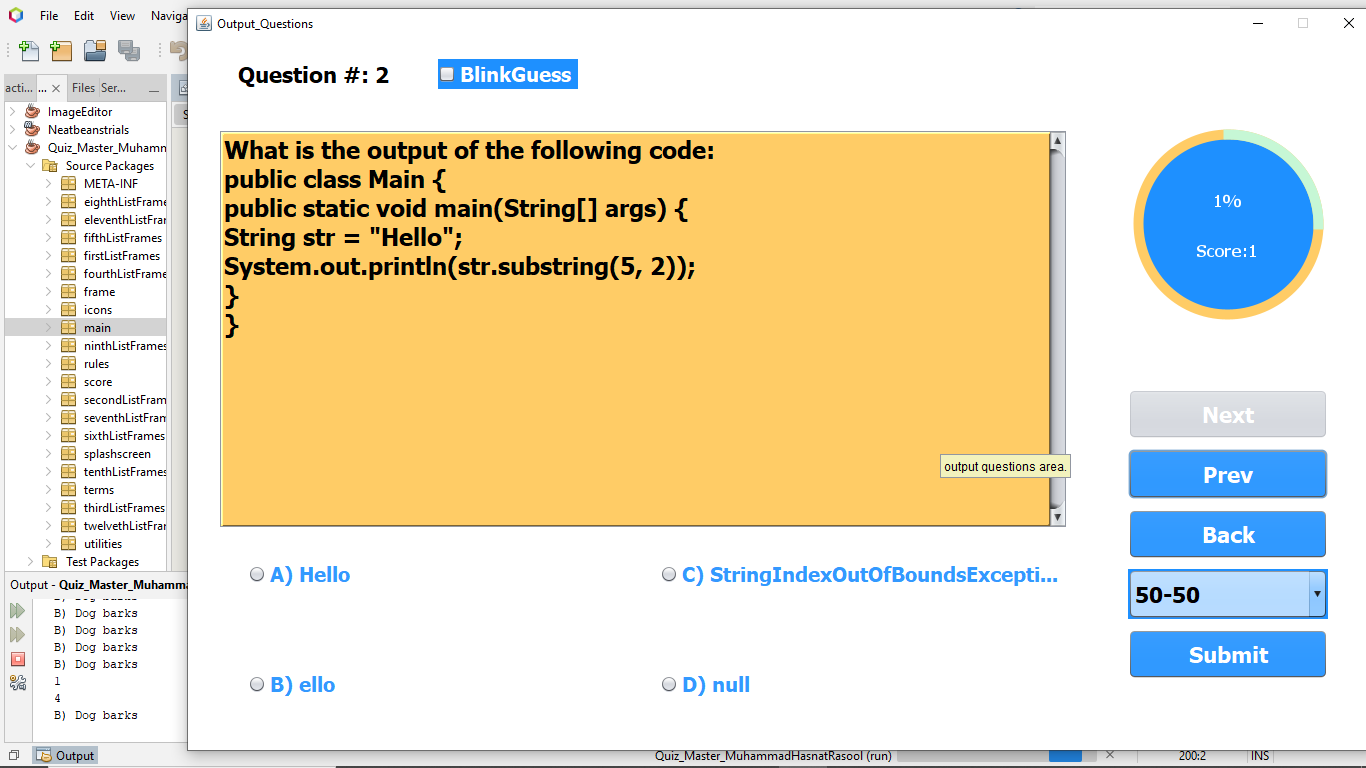 File Edit View Naviga
Output_Questions
Question #: 2
BlinkGuess
acti... ... Files Ser...
ImageEditor
Neatbeanstrials
Quiz_Master_Muhamm
Source Packages
META-INF
eighthListFrame
eleventhListFrar
fifthListFrames
firstListFrames
fourthListFrame
frame
icons
main
ninthListFrames
rules
score
secondListFram
seventhListFram
sixthListFrames
splashscreen
tenthListFrames
terms
thirdListFrames
twelvethListFrar
utilities
Test Packages
What is the output of the following code:
public class Main {
public static void main(String[] args) {
String str = "Hello";
System.out.println(str.substring(5, 2));
}
}
output questions area.
1%
Score:1
Next
Prev
Back
50-50
Submit
A) Hello
C) StringIndexOutOfBoundsExcepti...
B) ello
D) null
Output - Quiz_Master_Muhamma
B) Dog barks
B) Dog barks
B) Dog barks
B) Dog barks
B) Dog barks
1
4
B) Dog barks
Output
Quiz_Master_MuhammadHasnatRasool (run)
200:2
INS